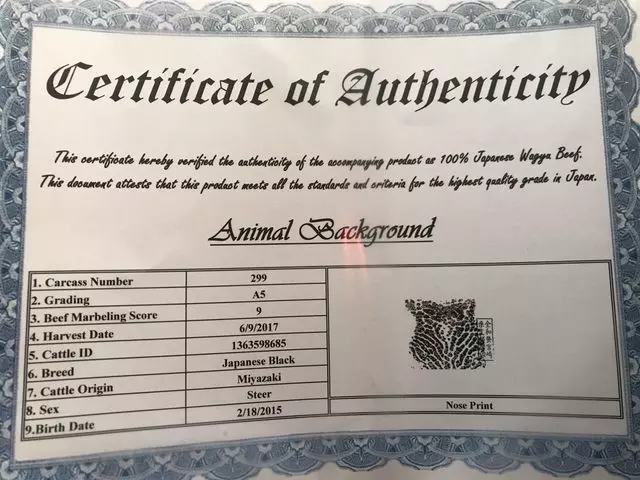 Certificate of Authenticity
This certificate hereby verified the authenticity of the accompanying product as 100% Japanese Wagyu Beef.
This document attests that this product meets all the standards and criteria for the highest quality grade in Japan.
Animal Background
1. Carcass Number 299
2. Grading A5
3. Beef Marbeling Score 9
4. Harvest Date 6/9/2017
5. Cattle ID 1363598685
6. Breed Japanese Black
7. Cattle Origin Miyazaki
8. Sex Steer
9.Birth Date 2/18/2015
Nose Print